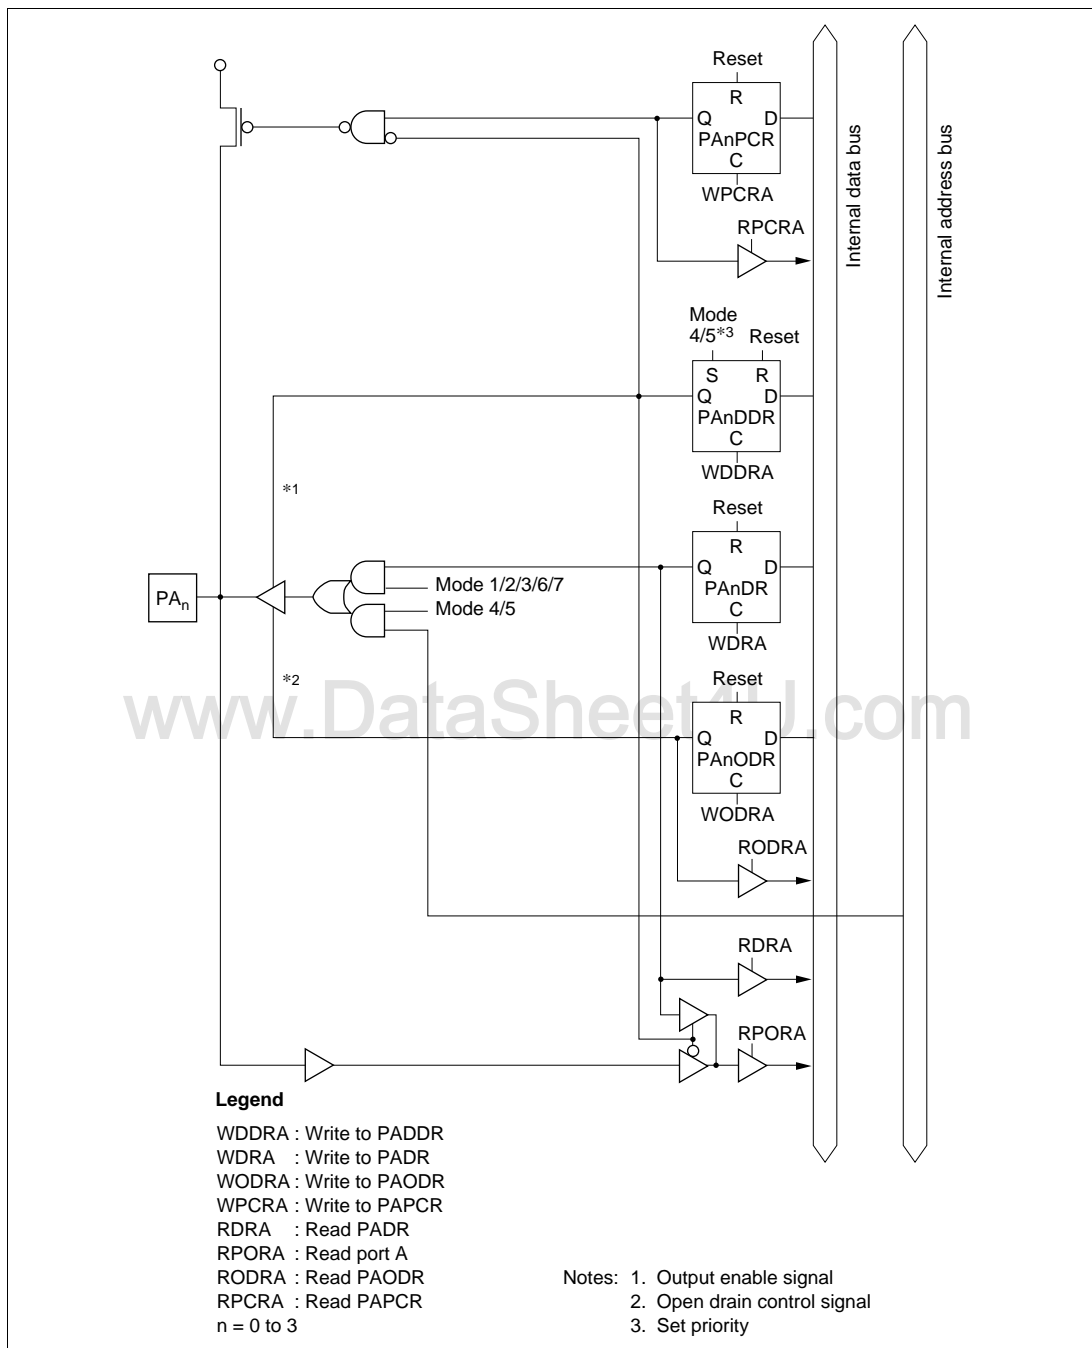 Reset
R
Q D
PAnPCR
C
WPCRA
RPCRA
Internal data bus
Internal address bus
Mode
4/5*3 Reset
S R
Q D
PAnDDR
C
WDDRA
*1
Reset
R
Q D
PAnDR
C
WDRA
Mode 1/2/3/6/7
Mode 4/5
PAn
*2
Reset
R
Q D
PAnODR
C
WODRA
www.DataSheet4U.com
RODRA
RDRA
RPORA
Legend
WDDRA : Write to PADDR
WDRA : Write to PADR
WODRA : Write to PAODR
WPCRA : Write to PAPCR
RDRA : Read PADR
RPORA : Read port A
RODRA : Read PAODR
RPCRA : Read PAPCR
n = 0 to 3
Notes: 1. Output enable signal
2. Open drain control signal
3. Set priority